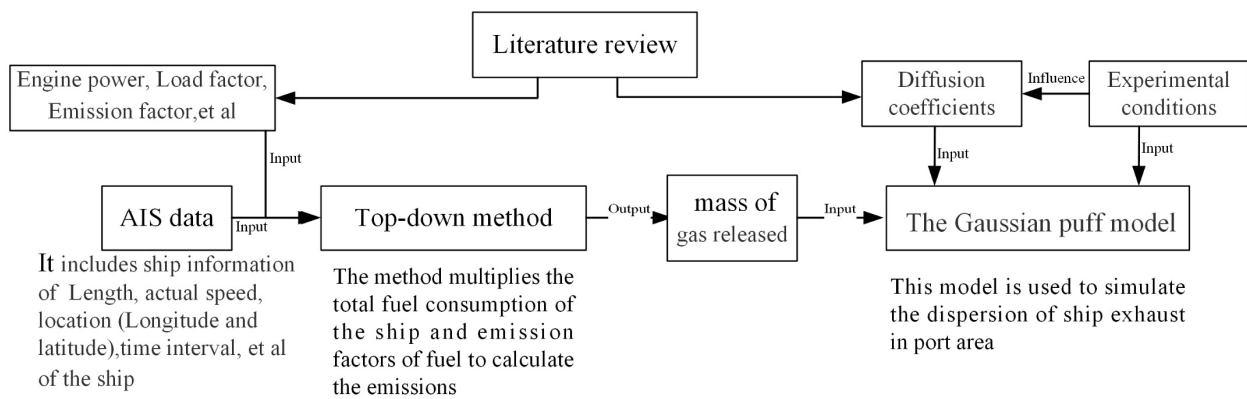 Literature review
Engine power, Load factor,
Emission factor,et al
Diffusion
coefficients
Influence
Experimental
conditions
Input
Input
Input
AIS data
Input
Top-down method
Output
mass of
gas released
Input
The Gaussian puff model
It includes ship information
of Length, actual speed,
location (Longitude and
latitude),time interval, et al
of the ship
The method multiplies the
total fuel consumption of
the ship and emission
factors of fuel to calculate
the emissions
This model is used to simulate
the dispersion of ship exhaust
in port area